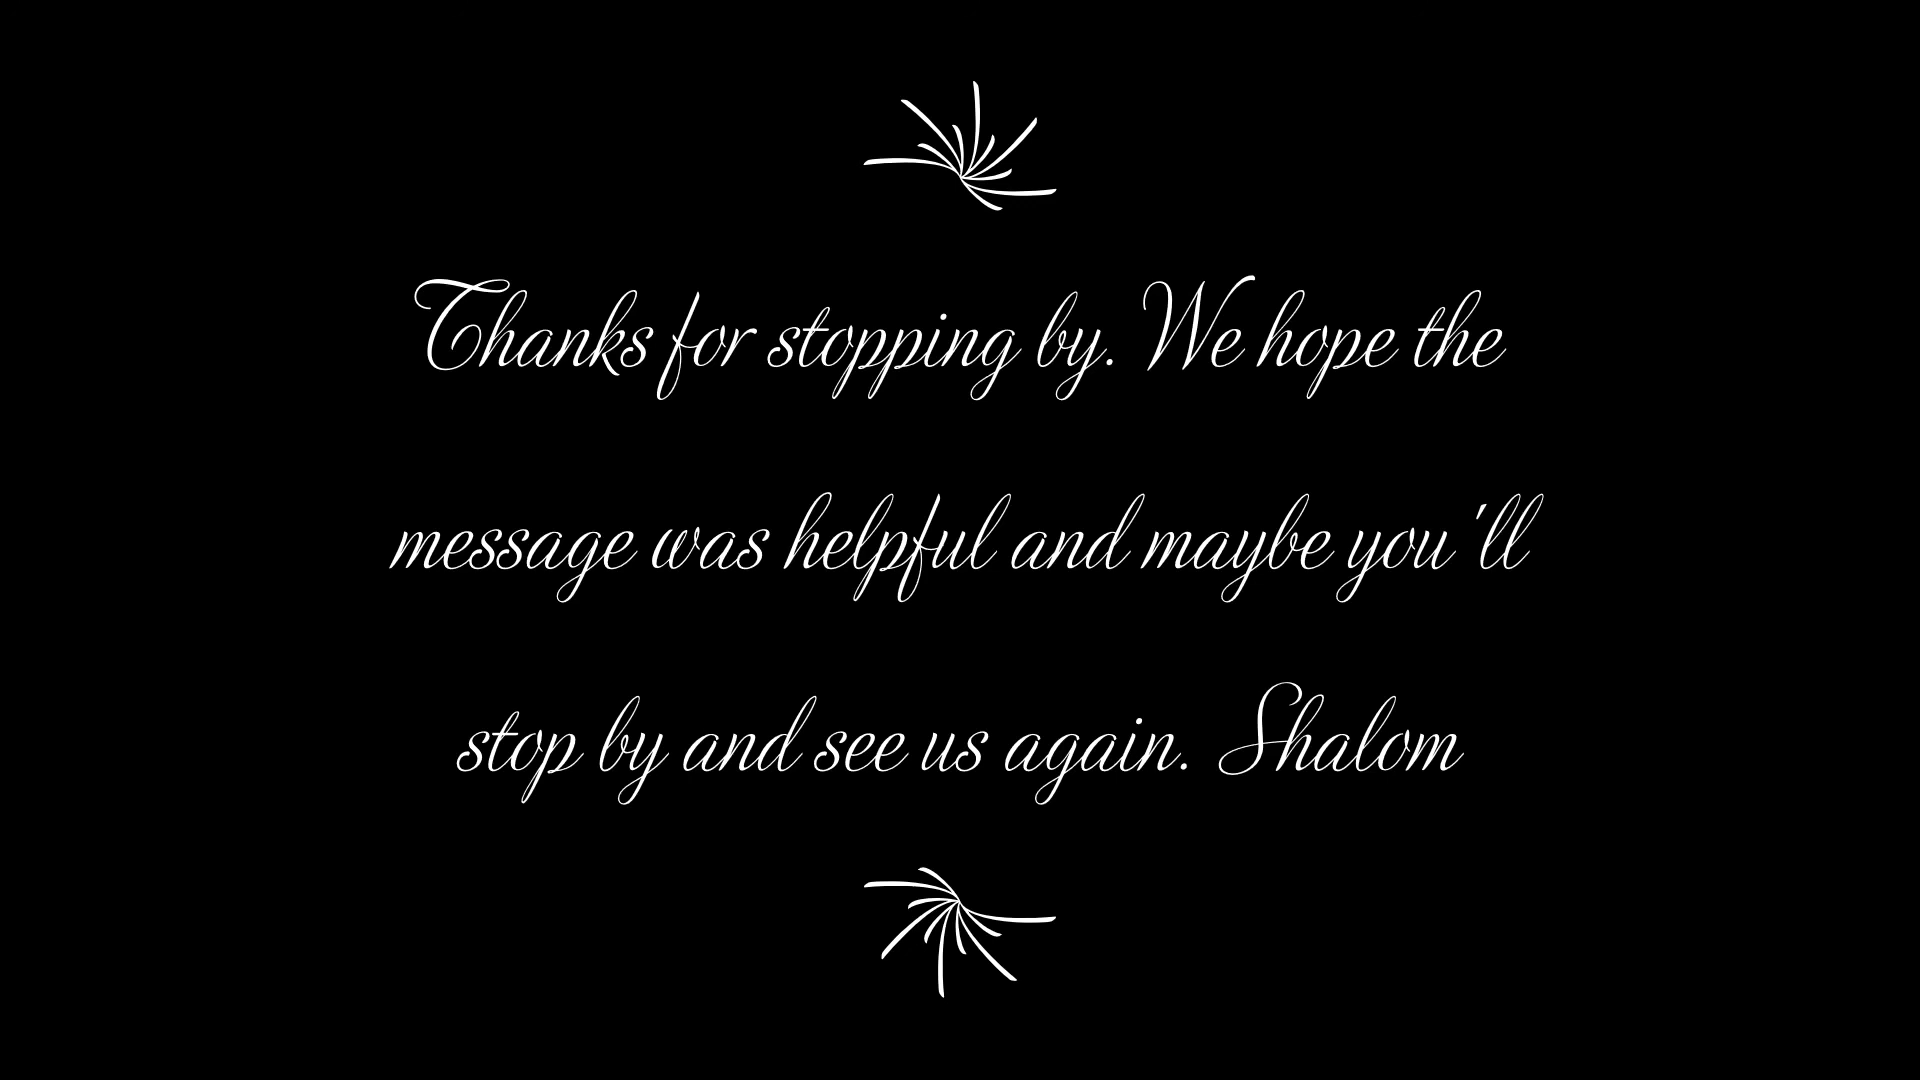 Thanks for stopping by. We hope the
message was helpful and maybe you'll
stop by and see us again. Shalom